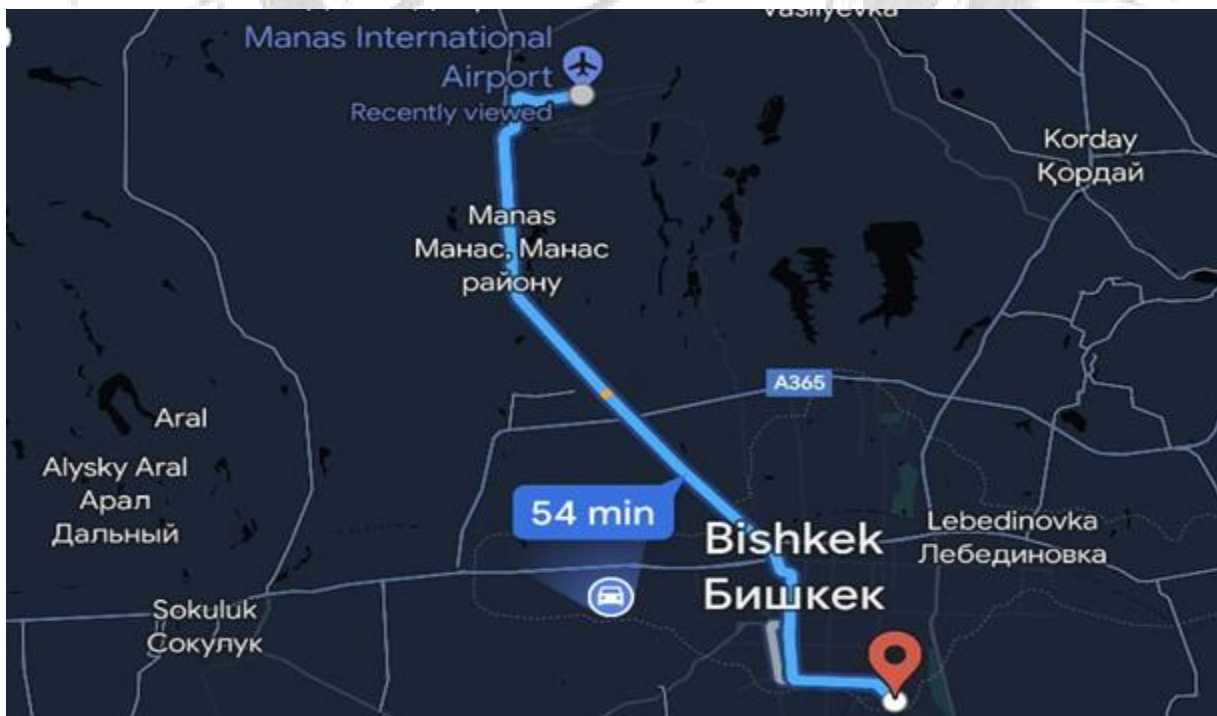 Vasilyevka
Manas International
Airport
Recently viewed
Korday
Қордай
Manas
Манас, Манас
району
A365
Aral
Alysky Aral
Арал
Дальный
54 min
Lebedinovka
Лебединовка
Bishkek
Бишкек
Sokuluk
Сокулук